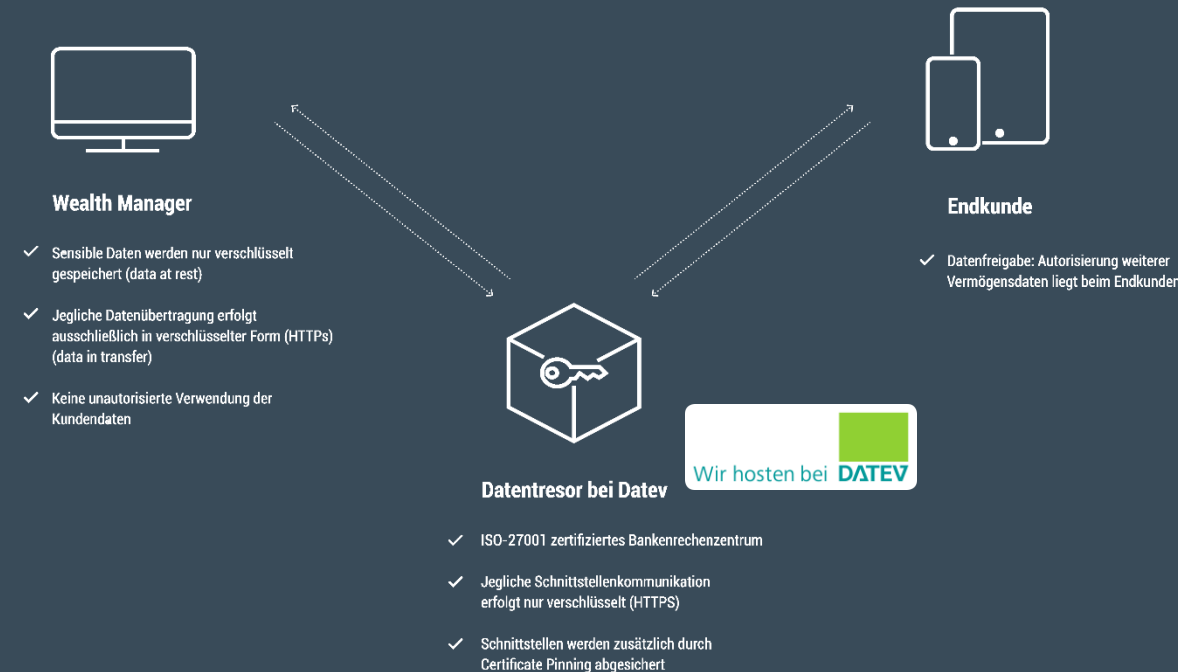 Wealth Manager
Sensible Daten werden nur verschlüsselt
gespeichert (data at rest)
Jegliche Datenübertragung erfolgt
ausschließlich in verschlüsselter Form (HTTPs)
(data in transfer)
Keine unautorisierte Verwendung der
Kundendaten
Endkunde
Datenfreigabe: Autorisierung weiterer
Vermögensdaten liegt beim Endkunden
Wir hosten bei DATEV
Datentresor bei Datev
ISO-27001 zertifiziertes Bankenrechenzentrum
Jegliche Schnittstellenkommunikation
erfolgt nur verschlüsselt (HTTPS)
Schnittstellen werden zusätzlich durch
Certificate Pinning abgesichert